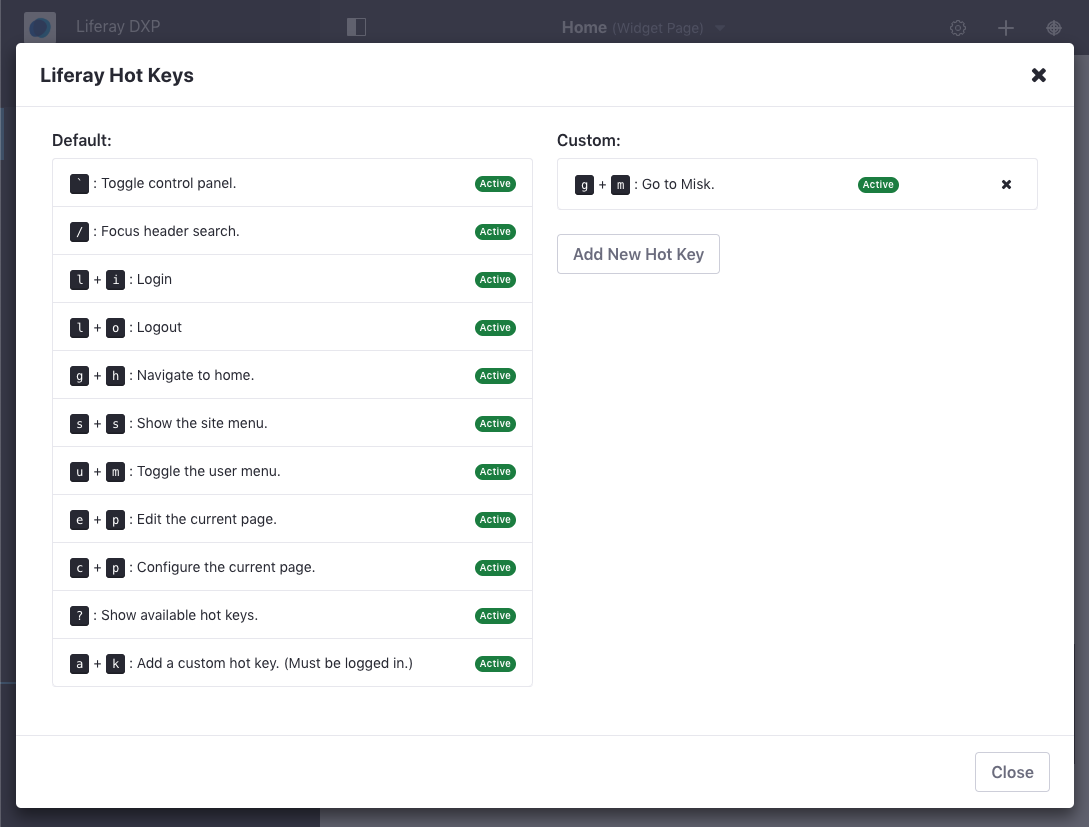 Liferay DXP
Home (Widget Page)
Liferay Hot Keys
Default:
` : Toggle control panel. Active
/ : Focus header search. Active
l + i : Login Active
l + o : Logout Active
g + h : Navigate to home. Active
s + s : Show the site menu. Active
u + m : Toggle the user menu. Active
e + p : Edit the current page. Active
c + p : Configure the current page. Active
? : Show available hot keys. Active
a + k : Add a custom hot key. (Must be logged in.) Active
Custom:
g + m : Go to Misk. Active
Add New Hot Key
Close